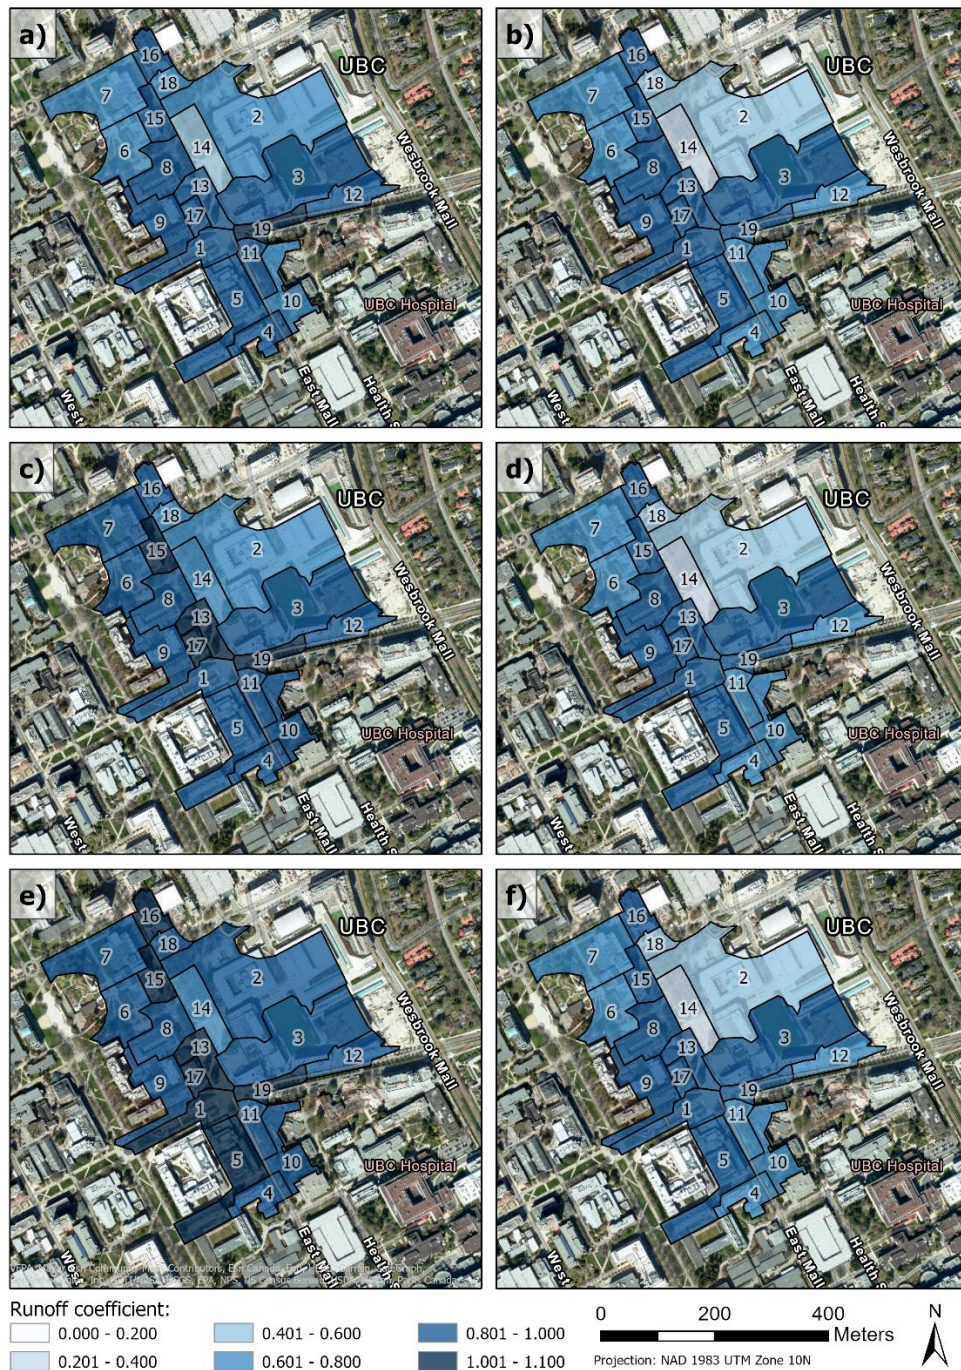 a)
16
UBC
18
7
2
15
14
6
8
3
13
12
9
17
19
1
11
5
10
4
Wesbrook Mall
UBC Hospital
East Mall
Health S
West
b)
16
UBC
18
7
2
15
14
6
8
3
13
12
9
17
19
1
11
5
10
4
Wesbrook Mall
UBC Hospital
East Mall
Health S
West
c)
16
UBC
18
7
2
15
14
6
8
3
13
12
9
17
19
1
11
5
10
4
Wesbrook Mall
UBC Hospital
East Mall
Health S
West
d)
16
UBC
18
7
2
15
14
6
8
3
13
12
9
17
19
1
11
5
10
4
Wesbrook Mall
UBC Hospital
East Mall
Health S
West
e)
16
UBC
18
7
2
15
14
6
8
3
13
12
9
17
19
1
11
5
10
4
Wesbrook Mall
UBC Hospital
East Mall
Health S
West
f)
16
UBC
18
7
2
15
14
6
8
3
13
12
9
17
19
1
11
5
10
4
Wesbrook Mall
UBC Hospital
East Mall
Health S
West
Runoff coefficient:
0.000 - 0.200
0.201 - 0.400
0.401 - 0.600
0.601 - 0.800
0.801 - 1.000
1.001 - 1.100
0 200 400
Meters
Projection: NAD 1983 UTM Zone 10N
N